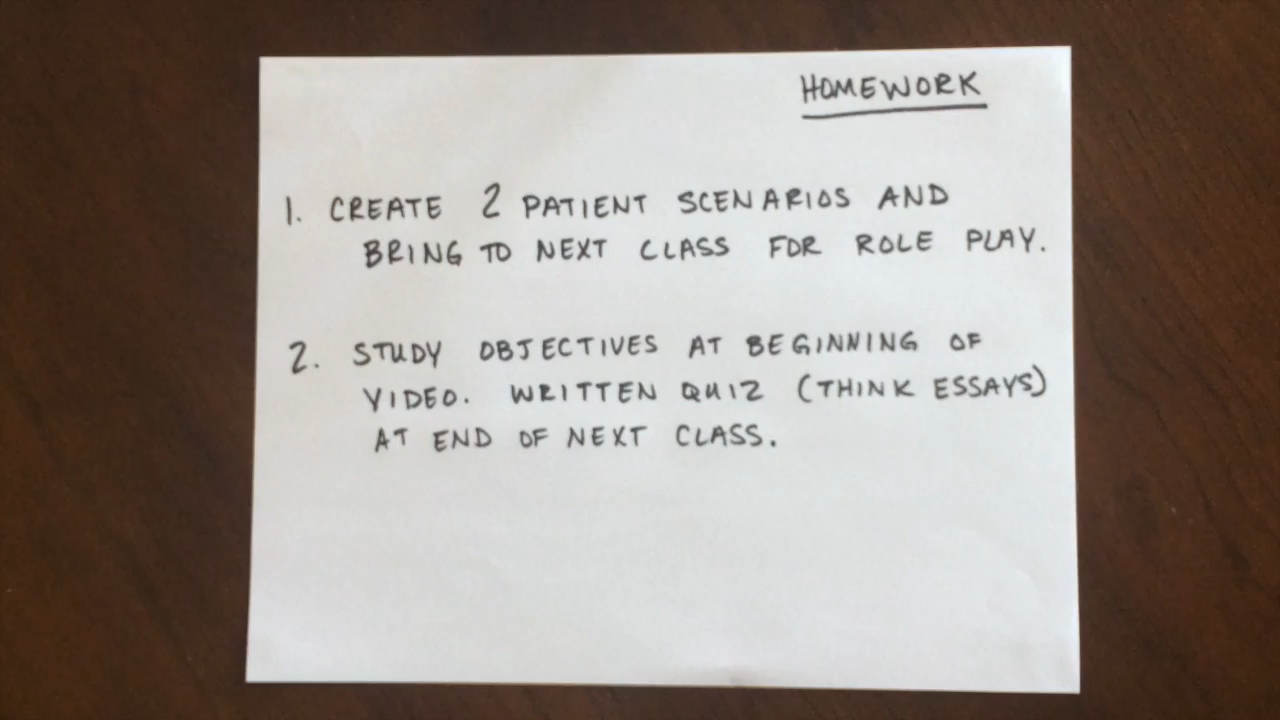 HOMEWORK
1. CREATE 2 PATIENT SCENARIOS AND
BRING TO NEXT CLASS FOR ROLE PLAY.
2. STUDY OBJECTIVES AT BEGINNING OF
VIDEO. WRITTEN QUIZ (THINK ESSAYS)
AT END OF NEXT CLASS.